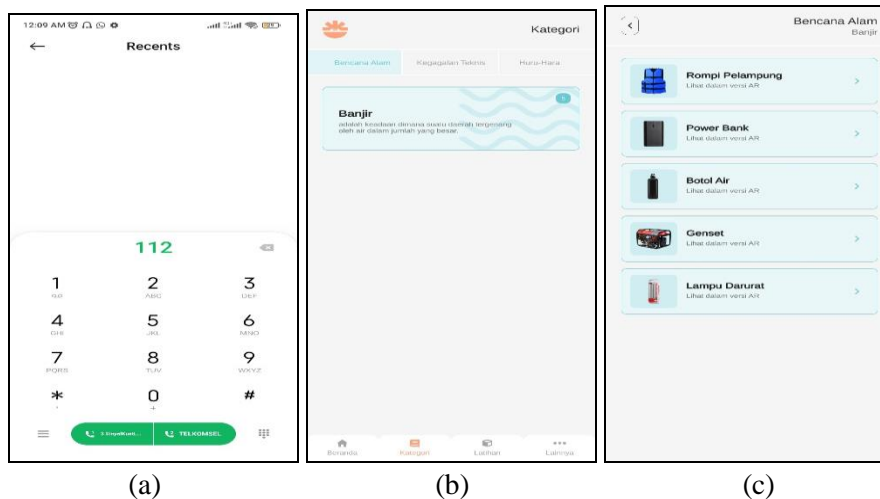 12:09 AM
Recents
112
1 2 3
ABC DEF
4 5 6
GHI JKL MNO
7 8 9
PQRS TUV WXYZ
* 0 #
+
TELKOMSEL
(a)
Kategori
Bencana Alam Kegagalan Teknis Huru-Hara
Banjir
adalah keadaan dimana suatu daerah tergenang
oleh air dalam jumlah yang besar.
Beranda Kategori Latihan Lainnya
(b)
Bencana Alam
Banjir
Rompi Pelampung
Lihat dalam versi AR
Power Bank
Lihat dalam versi AR
Botol Air
Lihat dalam versi AR
Genset
Lihat dalam versi AR
Lampu Darurat
Lihat dalam versi AR
(c)